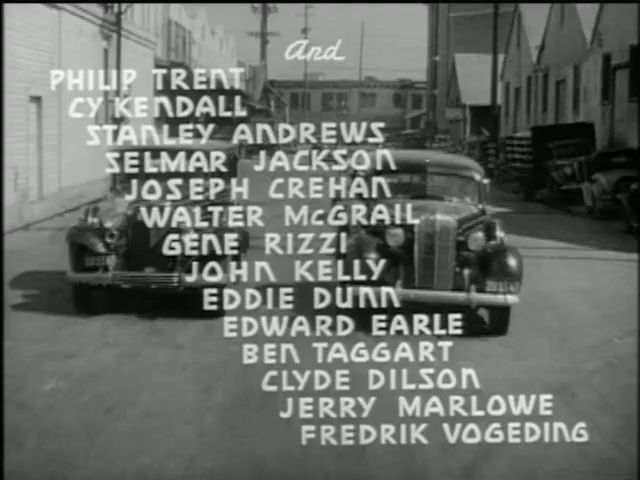 And
PHILIP TRENT
CY KENDALL
STANLEY ANDREWS
SELMAR JACKSON
JOSEPH CREHAN
WALTER McGRAIL
GENE RIZZI
JOHN KELLY
EDDIE DUNN
EDWARD EARLE
BEN TAGGART
CLYDE DILSON
JERRY MARLOWE
FREDRIK VOGEDING